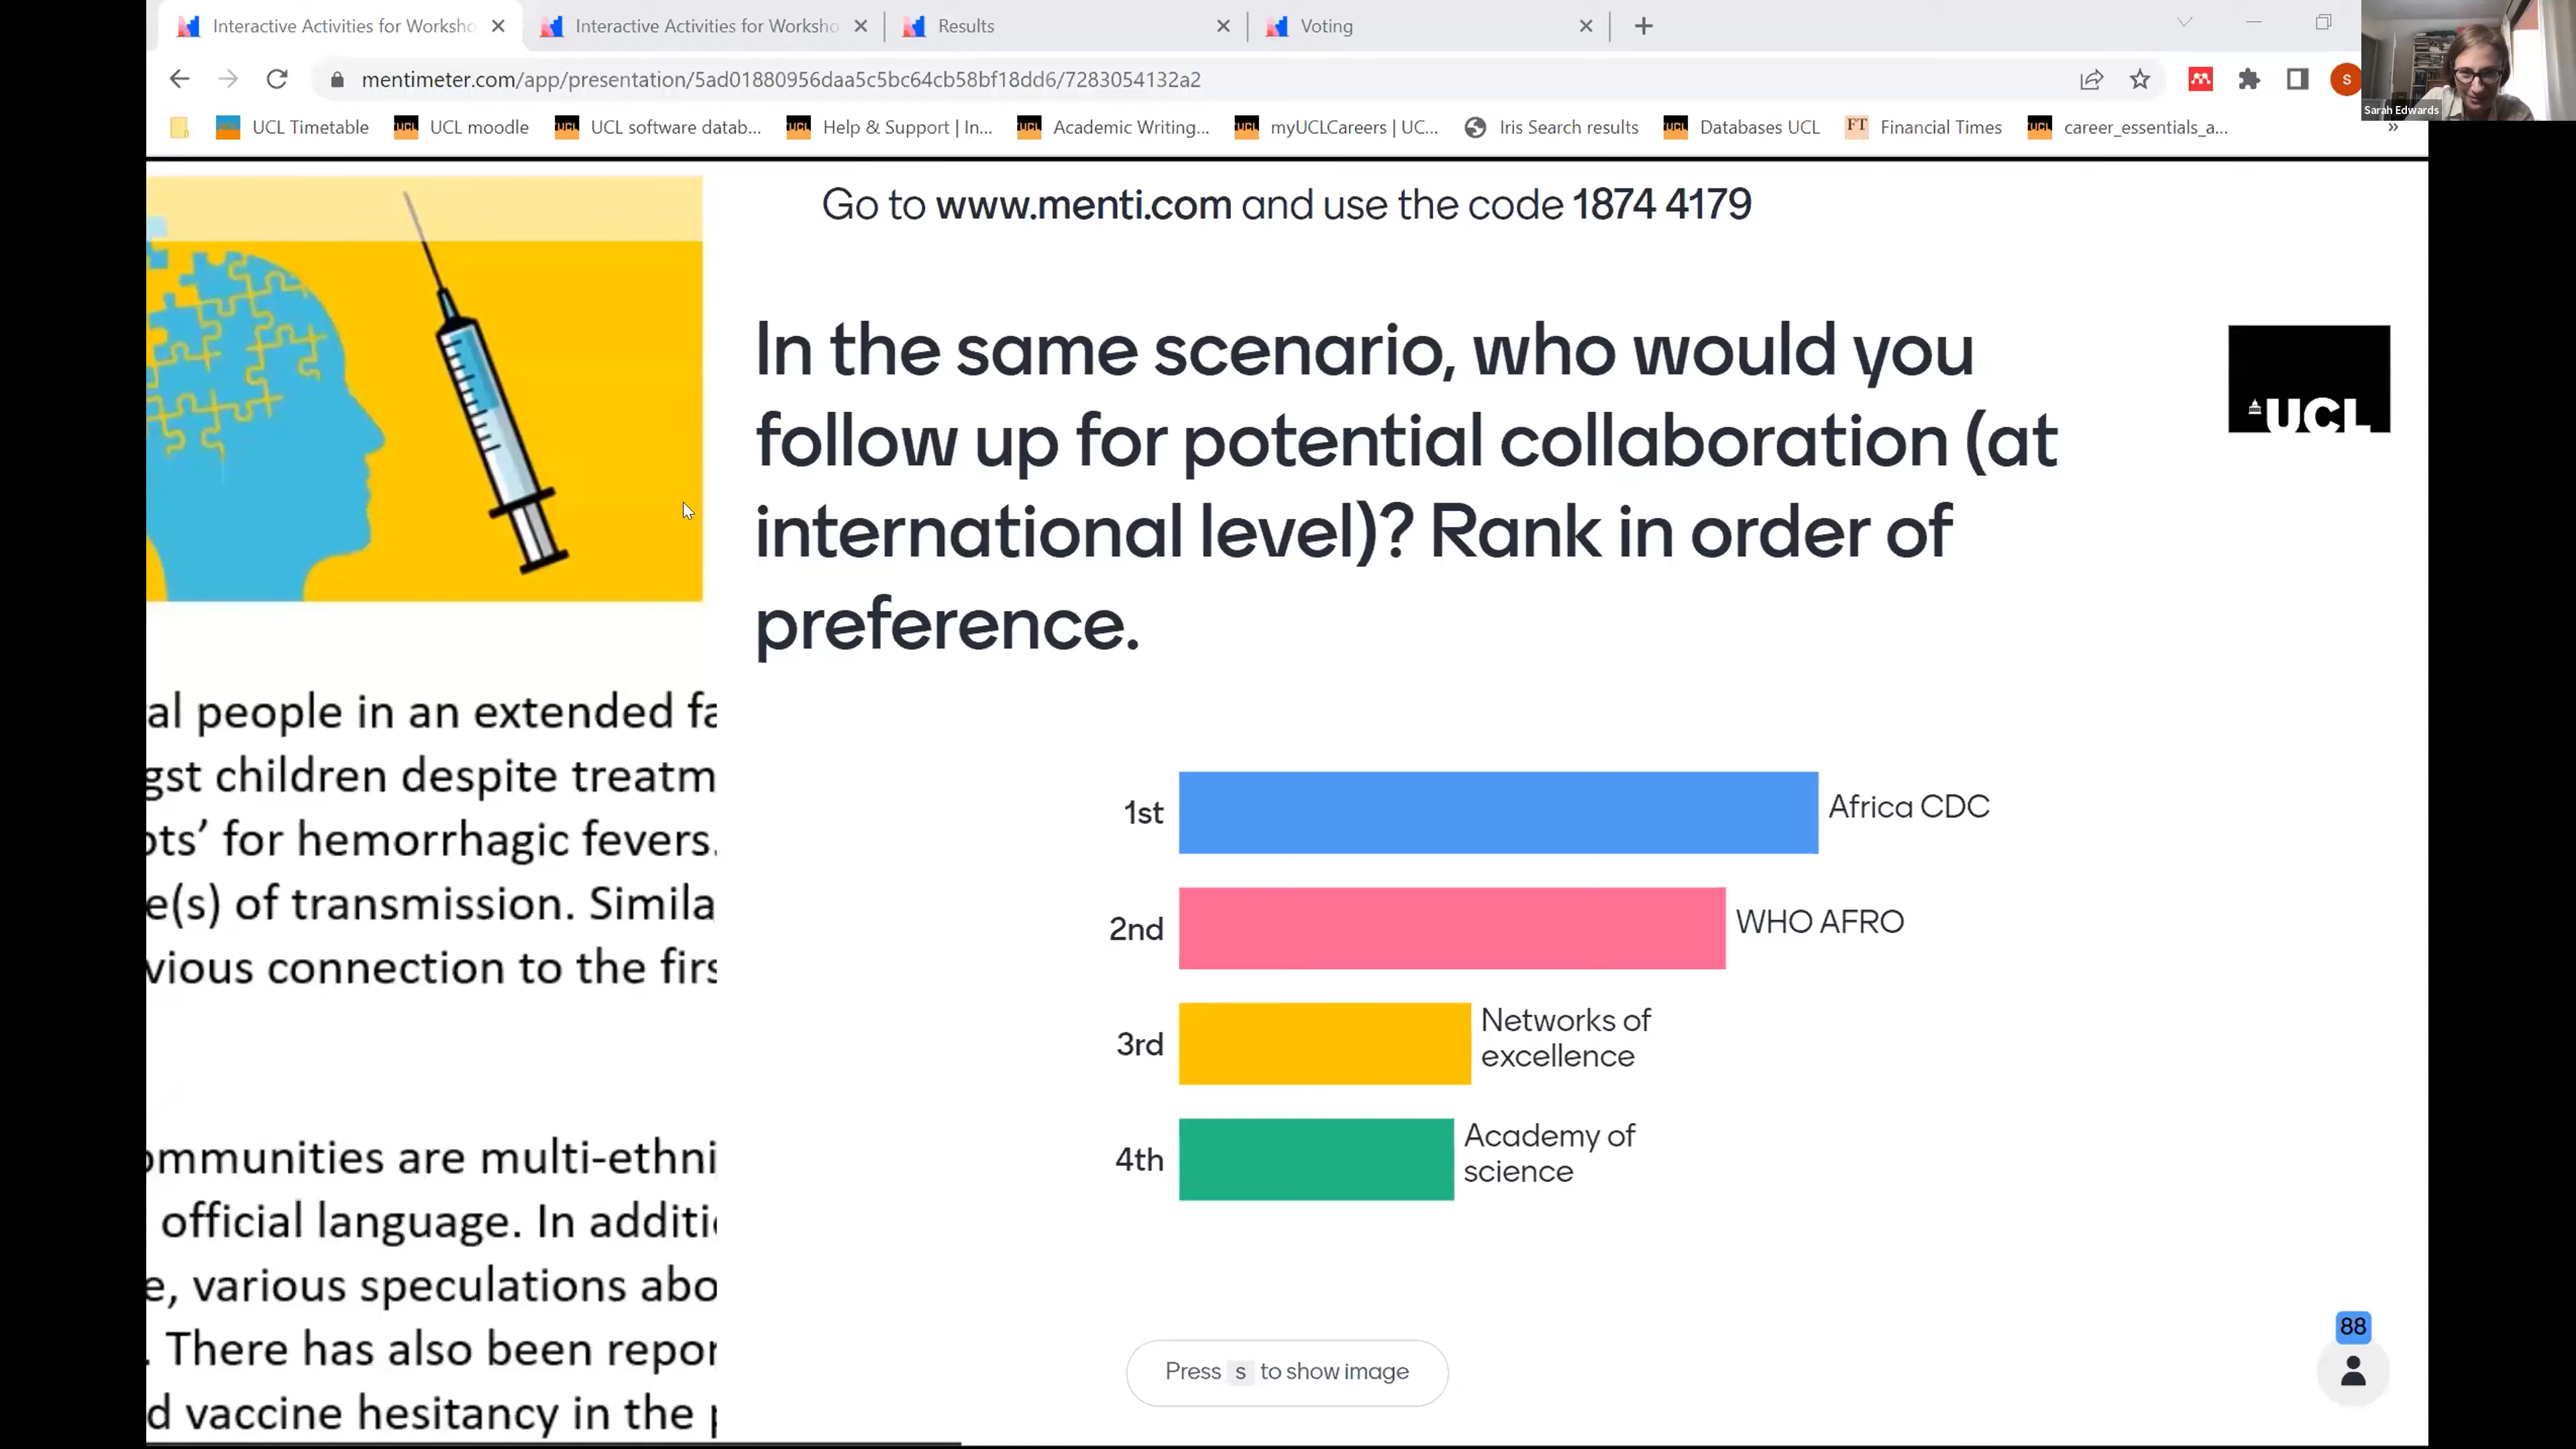 Interactive Activities for Worksho
Interactive Activities for Worksho
Results
Voting
mentimeter.com/app/presentation/5ad01880956daa5c5bc64cb58bf18dd6/7283054132a2
S
Sarah Edwards
UCL Timetable
UCL moodle
UCL software datab...
Help & Support | In...
Academic Writing...
myUCLCareers | UC...
Iris Search results
Databases UCL
FT
Financial Times
career_essentials_a...
»
Go to www.menti.com and use the code 1874 4179
In the same scenario, who would you
follow up for potential collaboration (at
international level)? Rank in order of
preference.
UCL
al people in an extended fa
gst children despite treatm
ots’ for hemorrhagic fevers.
e(s) of transmission. Simila
vious connection to the firs
ommunities are multi-ethni
official language. In additi
e, various speculations abo
. There has also been repor
d vaccine hesitancy in the p
1st
Africa CDC
2nd
WHO AFRO
3rd
Networks of
excellence
4th
Academy of
science
Press s to show image
88